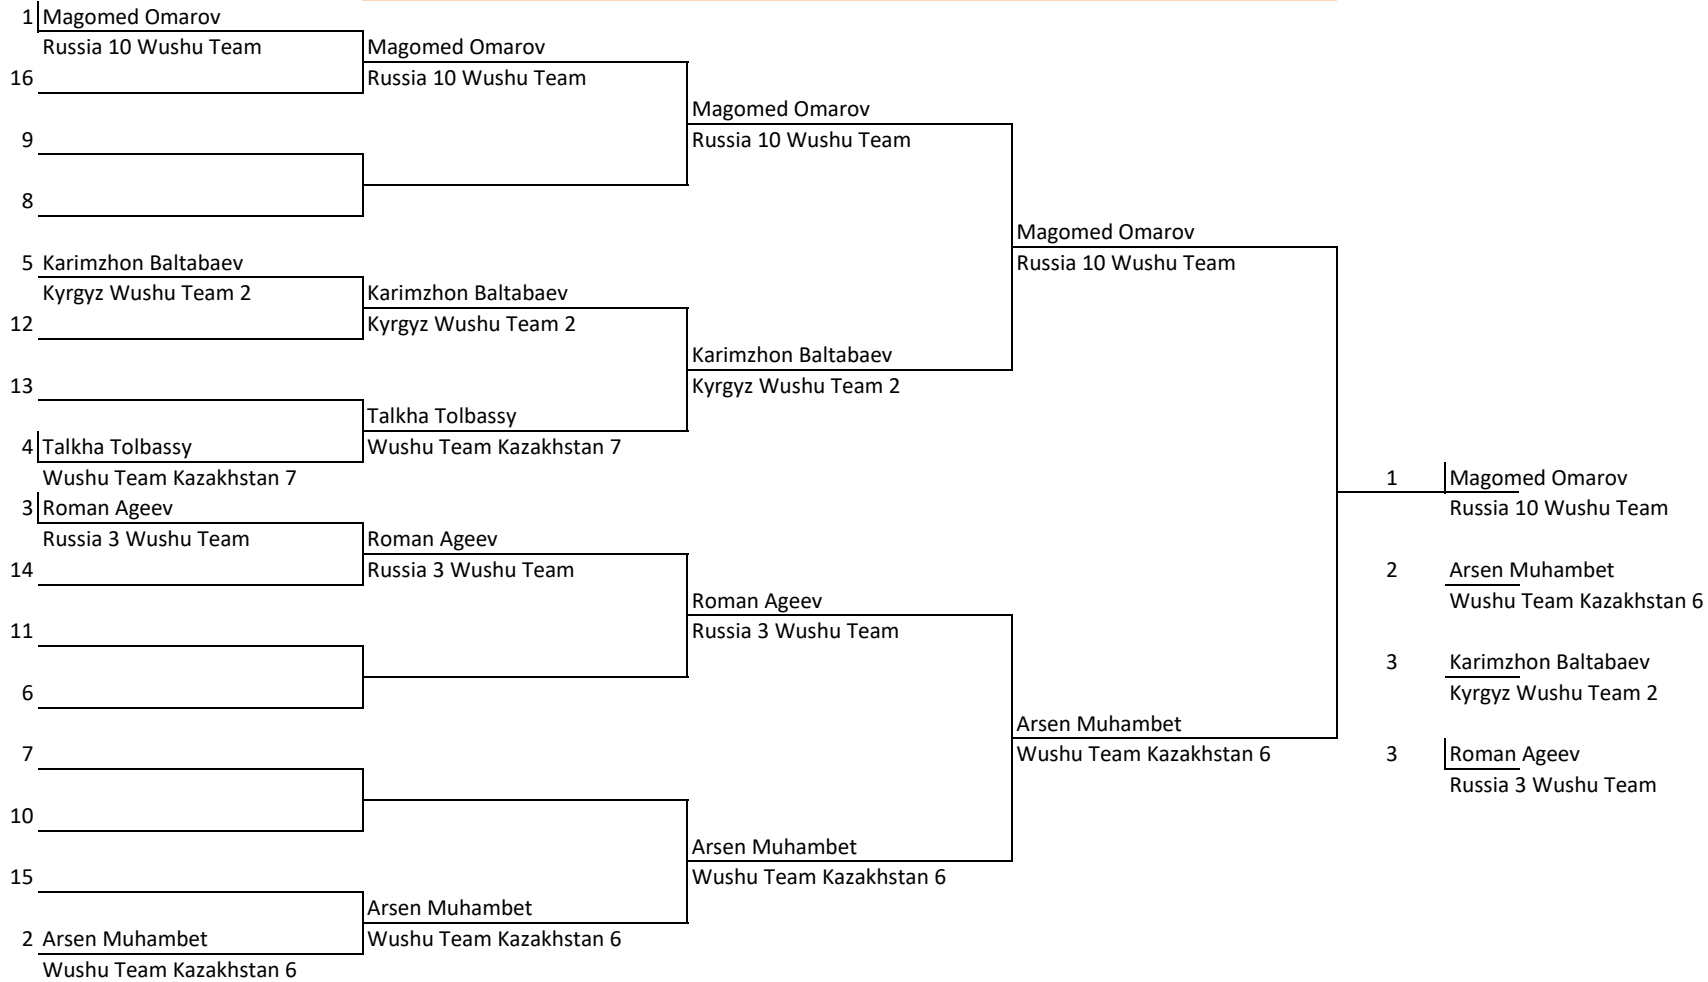 1 Magomed Omarov
Russia 10 Wushu Team
16
9
8
5 Karimzhon Baltabaev
Kyrgyz Wushu Team 2
12
13
4 Talkha Tolbassy
Wushu Team Kazakhstan 7
3 Roman Ageev
Russia 3 Wushu Team
14
11
6
7
10
15
2 Arsen Muhambet
Wushu Team Kazakhstan 6
Magomed Omarov
Russia 10 Wushu Team
Karimzhon Baltabaev
Kyrgyz Wushu Team 2
Talkha Tolbassy
Wushu Team Kazakhstan 7
Roman Ageev
Russia 3 Wushu Team
Arsen Muhambet
Wushu Team Kazakhstan 6
Magomed Omarov
Russia 10 Wushu Team
Karimzhon Baltabaev
Kyrgyz Wushu Team 2
Roman Ageev
Russia 3 Wushu Team
Arsen Muhambet
Wushu Team Kazakhstan 6
Magomed Omarov
Russia 10 Wushu Team
Arsen Muhambet
Wushu Team Kazakhstan 6
1 Magomed Omarov
Russia 10 Wushu Team
2 Arsen Muhambet
Wushu Team Kazakhstan 6
3 Karimzhon Baltabaev
Kyrgyz Wushu Team 2
3 Roman Ageev
Russia 3 Wushu Team